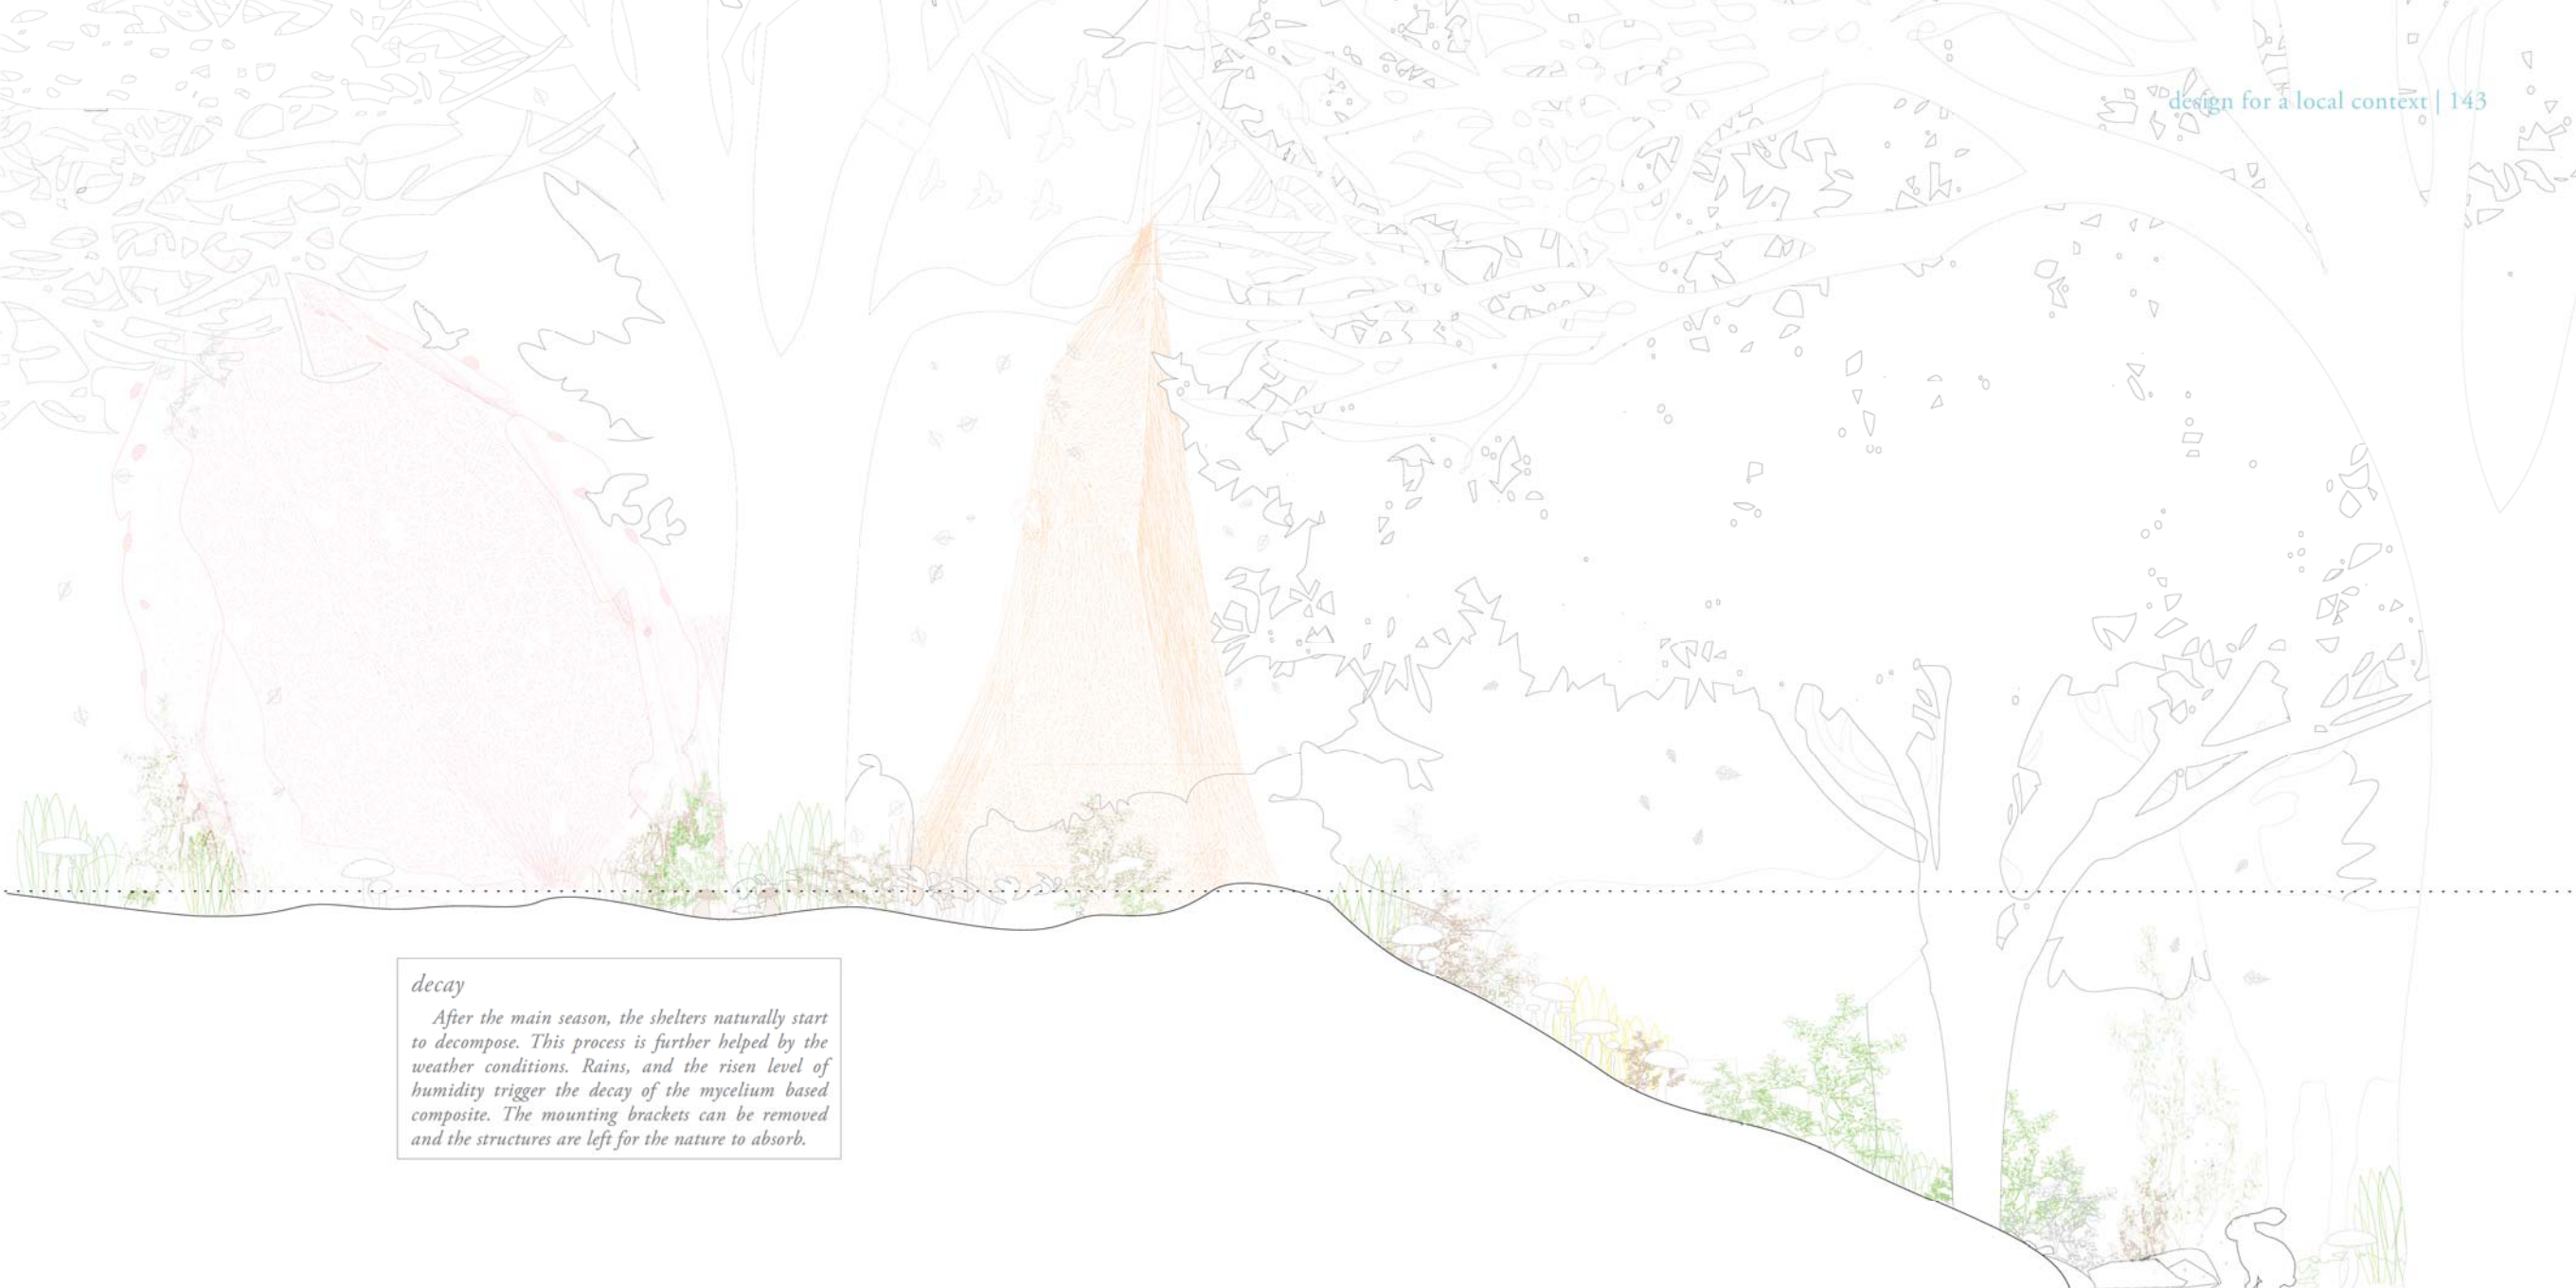 design for a local context | 143
decay
After the main season, the shelters naturally start
to decompose. This process is further helped by the
weather conditions. Rains, and the risen level of
humidity trigger the decay of the mycelium based
composite. The mounting brackets can be removed
and the structures are left for the nature to absorb.